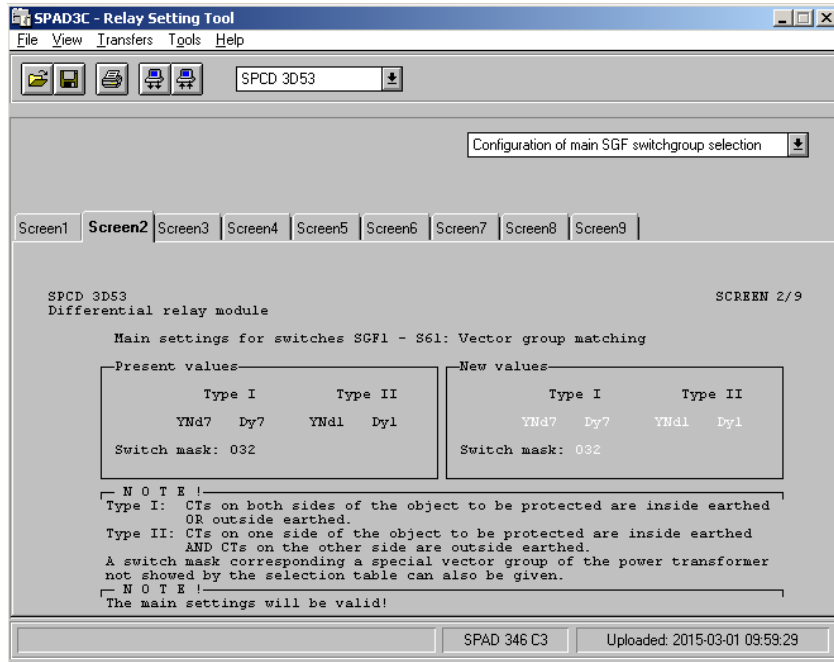 SPAD3C - Relay Setting Tool
File View Transfers Tools Help
SPCD 3D53
Configuration of main SGF switchgroup selection
Screen1 Screen2 Screen3 Screen4 Screen5 Screen6 Screen7 Screen8 Screen9
SPCD 3D53 SCREEN 2/9
Differential relay module
Main settings for switches SGF1 - S61: Vector group matching
Present values New values
Type I Type II Type I Type II
YNd7 Dy7 YNd1 Dy1 YNd7 Dy7 YNd1 Dy1
Switch mask: 032 Switch mask: 032
N O T E !
Type I: CTs on both sides of the object to be protected are inside earthed
OR outside earthed.
Type II: CTs on one side of the object to be protected are inside earthed
AND CTs on the other side are outside earthed.
A switch mask corresponding a special vector group of the power transformer
not showed by the selection table can also be given.
N O T E !
The main settings will be valid!
SPAD 346 C3 Uploaded: 2015-03-01 09:59:29